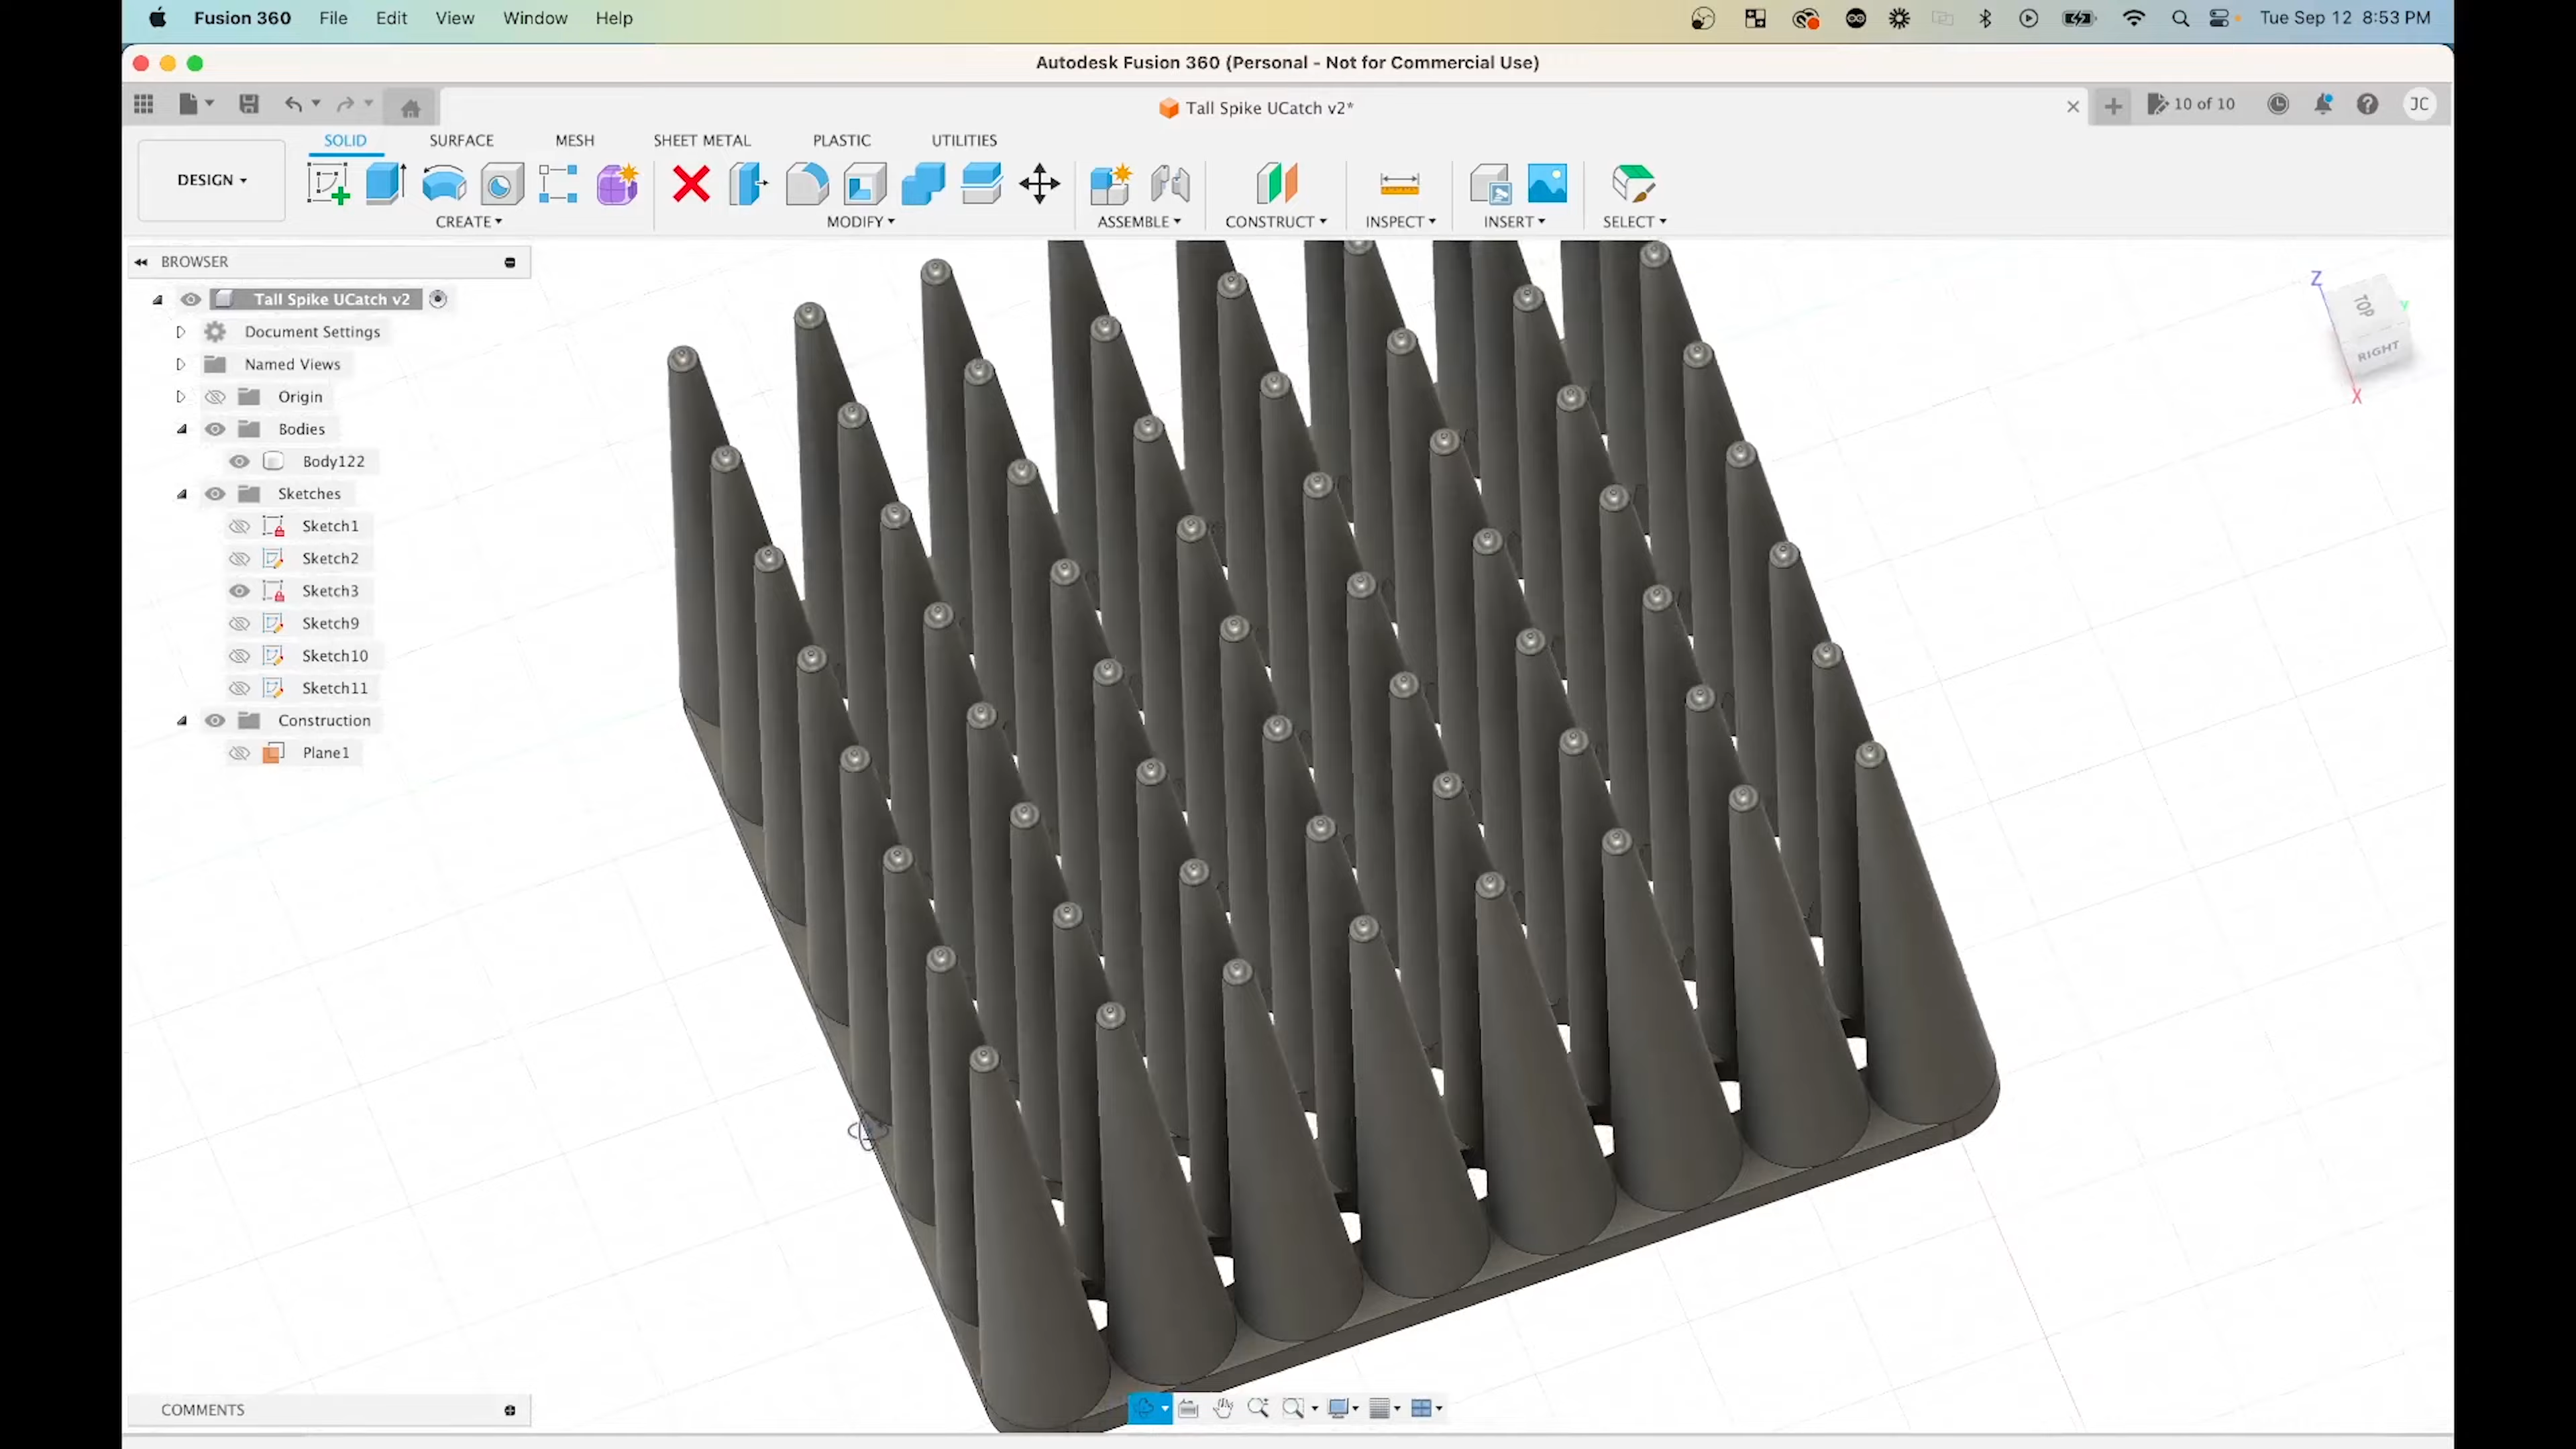 Fusion 360 File Edit View Window Help Tue Sep 12 8:53 PM
Autodesk Fusion 360 (Personal - Not for Commercial Use)
Tall Spike UCatch v2* 10 of 10 JC
SOLID SURFACE MESH SHEET METAL PLASTIC UTILITIES
DESIGN
CREATE MODIFY ASSEMBLE CONSTRUCT INSPECT INSERT SELECT
BROWSER
Tall Spike UCatch v2
Document Settings
Named Views
Origin
Bodies
Body122
Sketches
Sketch1
Sketch2
Sketch3
Sketch9
Sketch10
Sketch11
Construction
Plane1
Z
TOP
RIGHT
X
COMMENTS